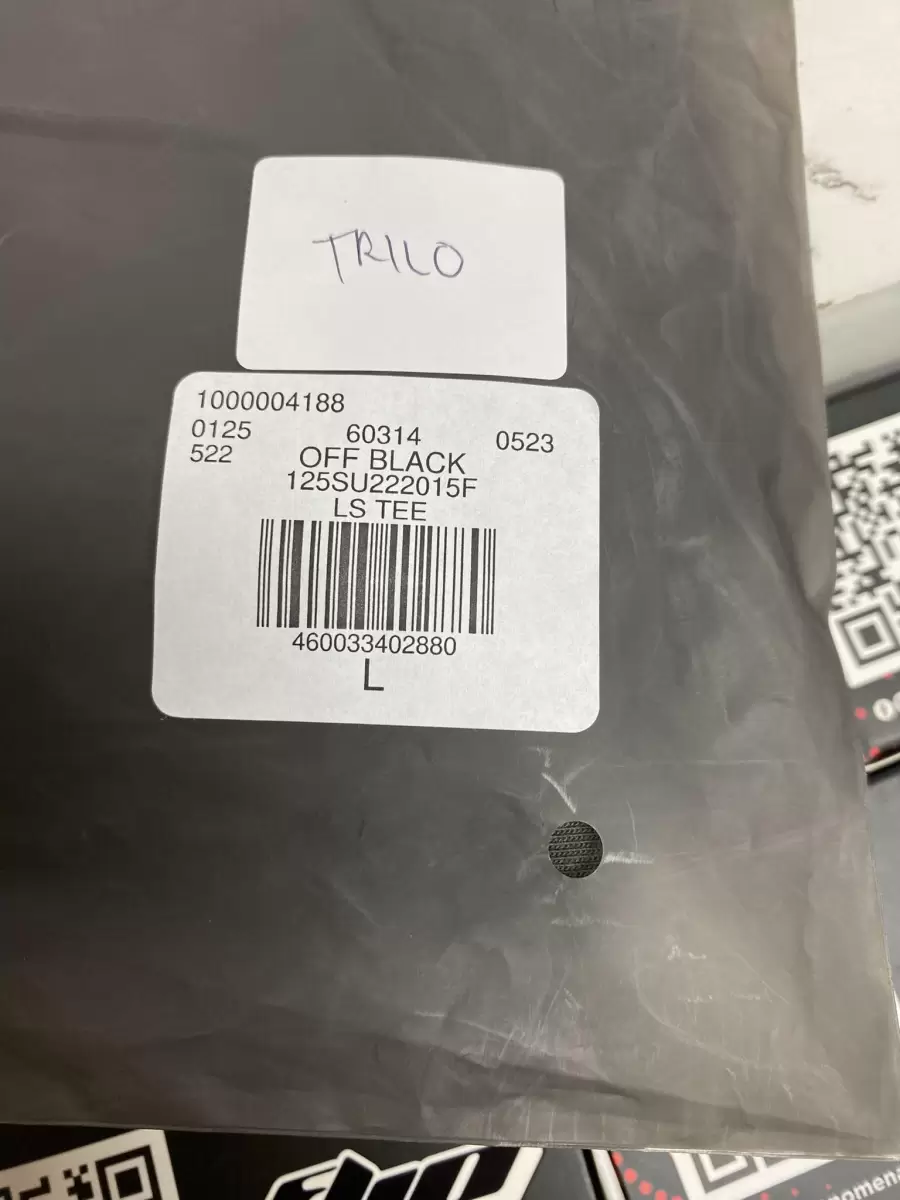 TRILO
1000004188
0125 60314 0523
522 OFF BLACK
125SU222015F
LS TEE
460033402880
L